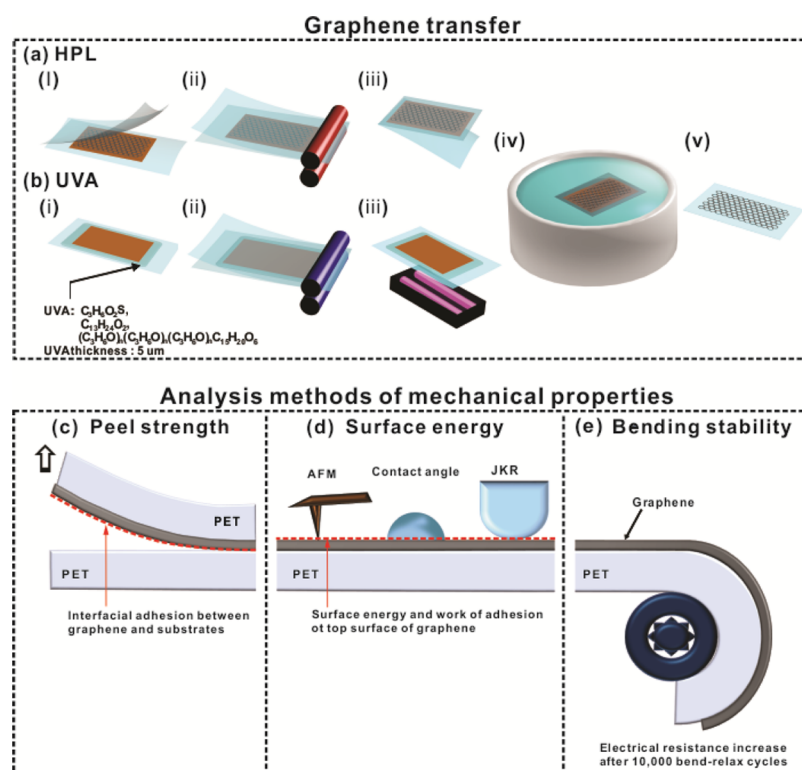 Graphene transfer
(a) HPL
(I)
(ii)
(iii)
(iv)
(v)
(b) UVA
(i)
(ii)
(iii)
UVA: C3H6O2S,
C13H24O2,
(C3H6O)n(C3H6O)n(C3H6O)nC15H20O6
UVAthickness : 5 um
Analysis methods of mechanical properties
(c) Peel strength
(d) Surface energy
(e) Bending stability
AFM
Contact angle
JKR
Graphene
PET
PET
PET
PET
Interfacial adhesion between
graphene and substrates
Surface energy and work of adhesion
ot top surface of graphene
Electrical resistance increase
after 10,000 bend-relax cycles